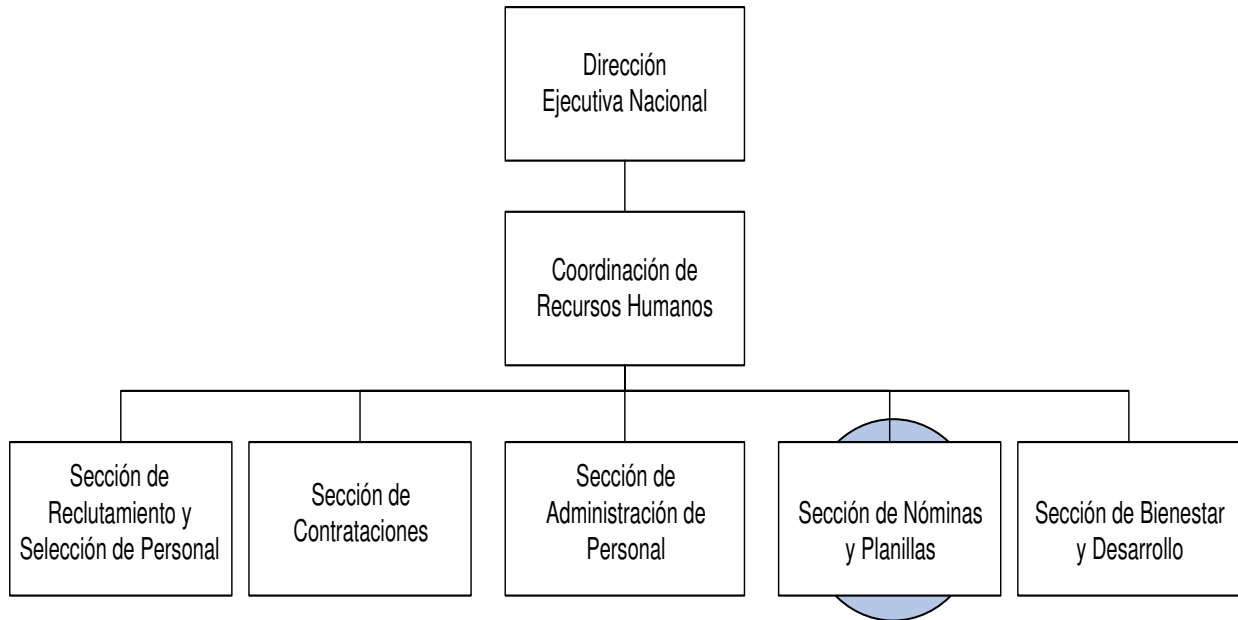 Dirección
Ejecutiva Nacional
Coordinación de
Recursos Humanos
Sección de
Reclutamiento y
Selección de Personal
Sección de
Contrataciones
Sección de
Administración de
Personal
Sección de Nóminas
y Planillas
Sección de Bienestar
y Desarrollo